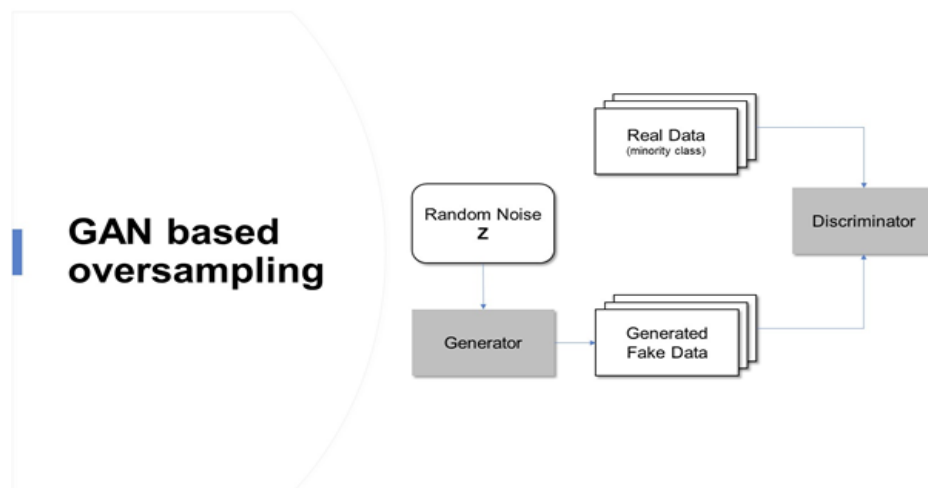 GAN based
oversampling
Real Data
(minority class)
Random Noise
Z
Discriminator
Generator
Generated
Fake Data